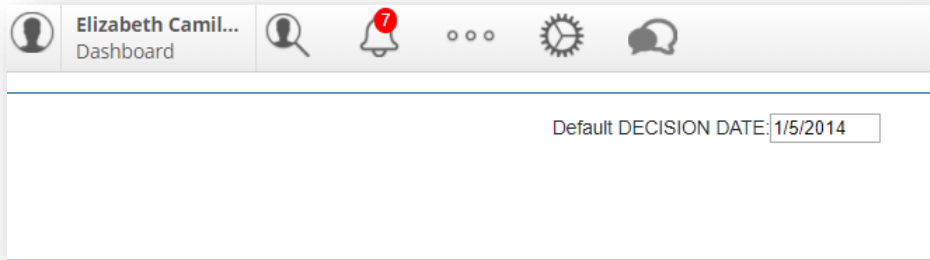 Elizabeth Camil...
Dashboard
7
Default DECISION DATE: 1/5/2014